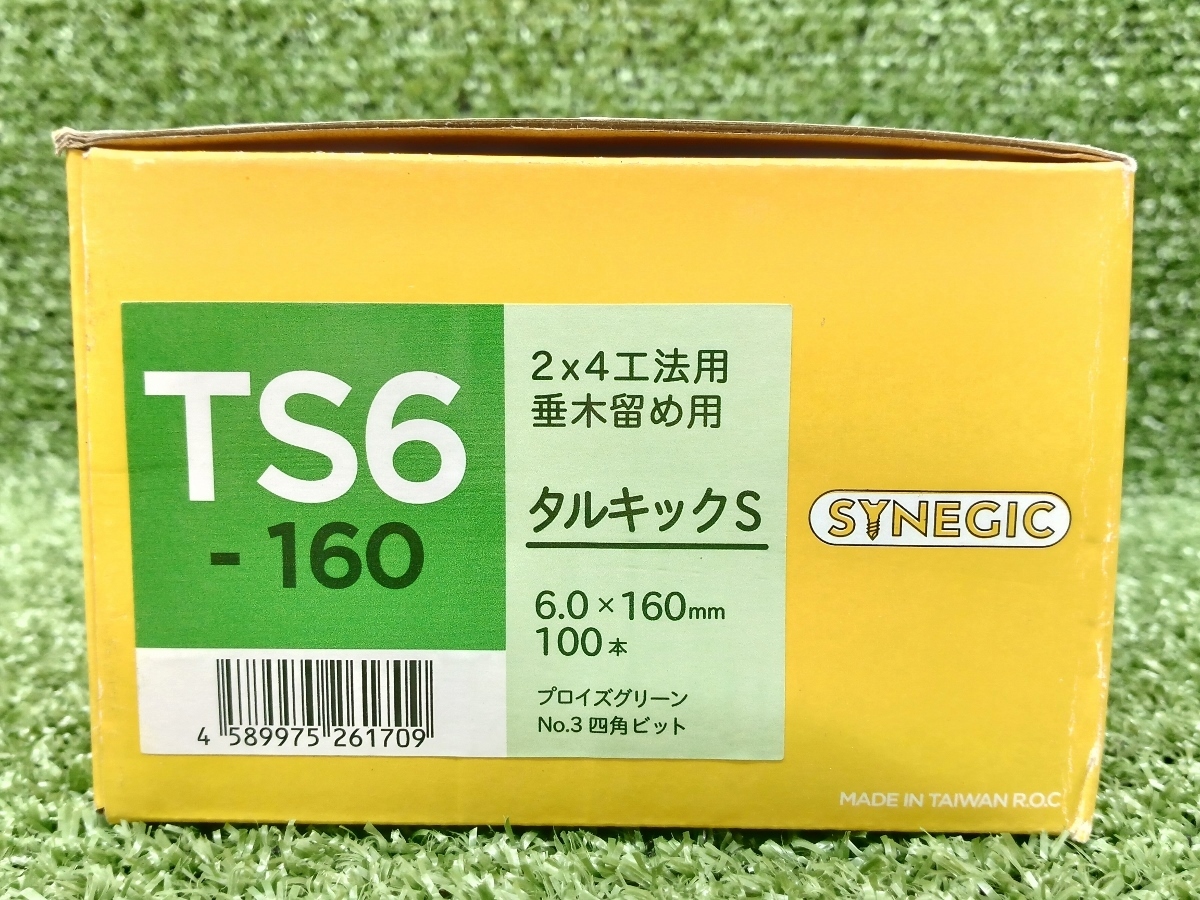 TS6
- 160
2x4工法用
垂木留め用
タルキックS
6.0×160mm
100本
プロイズグリーン
No.3 四角ビット
4 589975 261709
SYNEGIC
MADE IN TAIWAN R.O.C